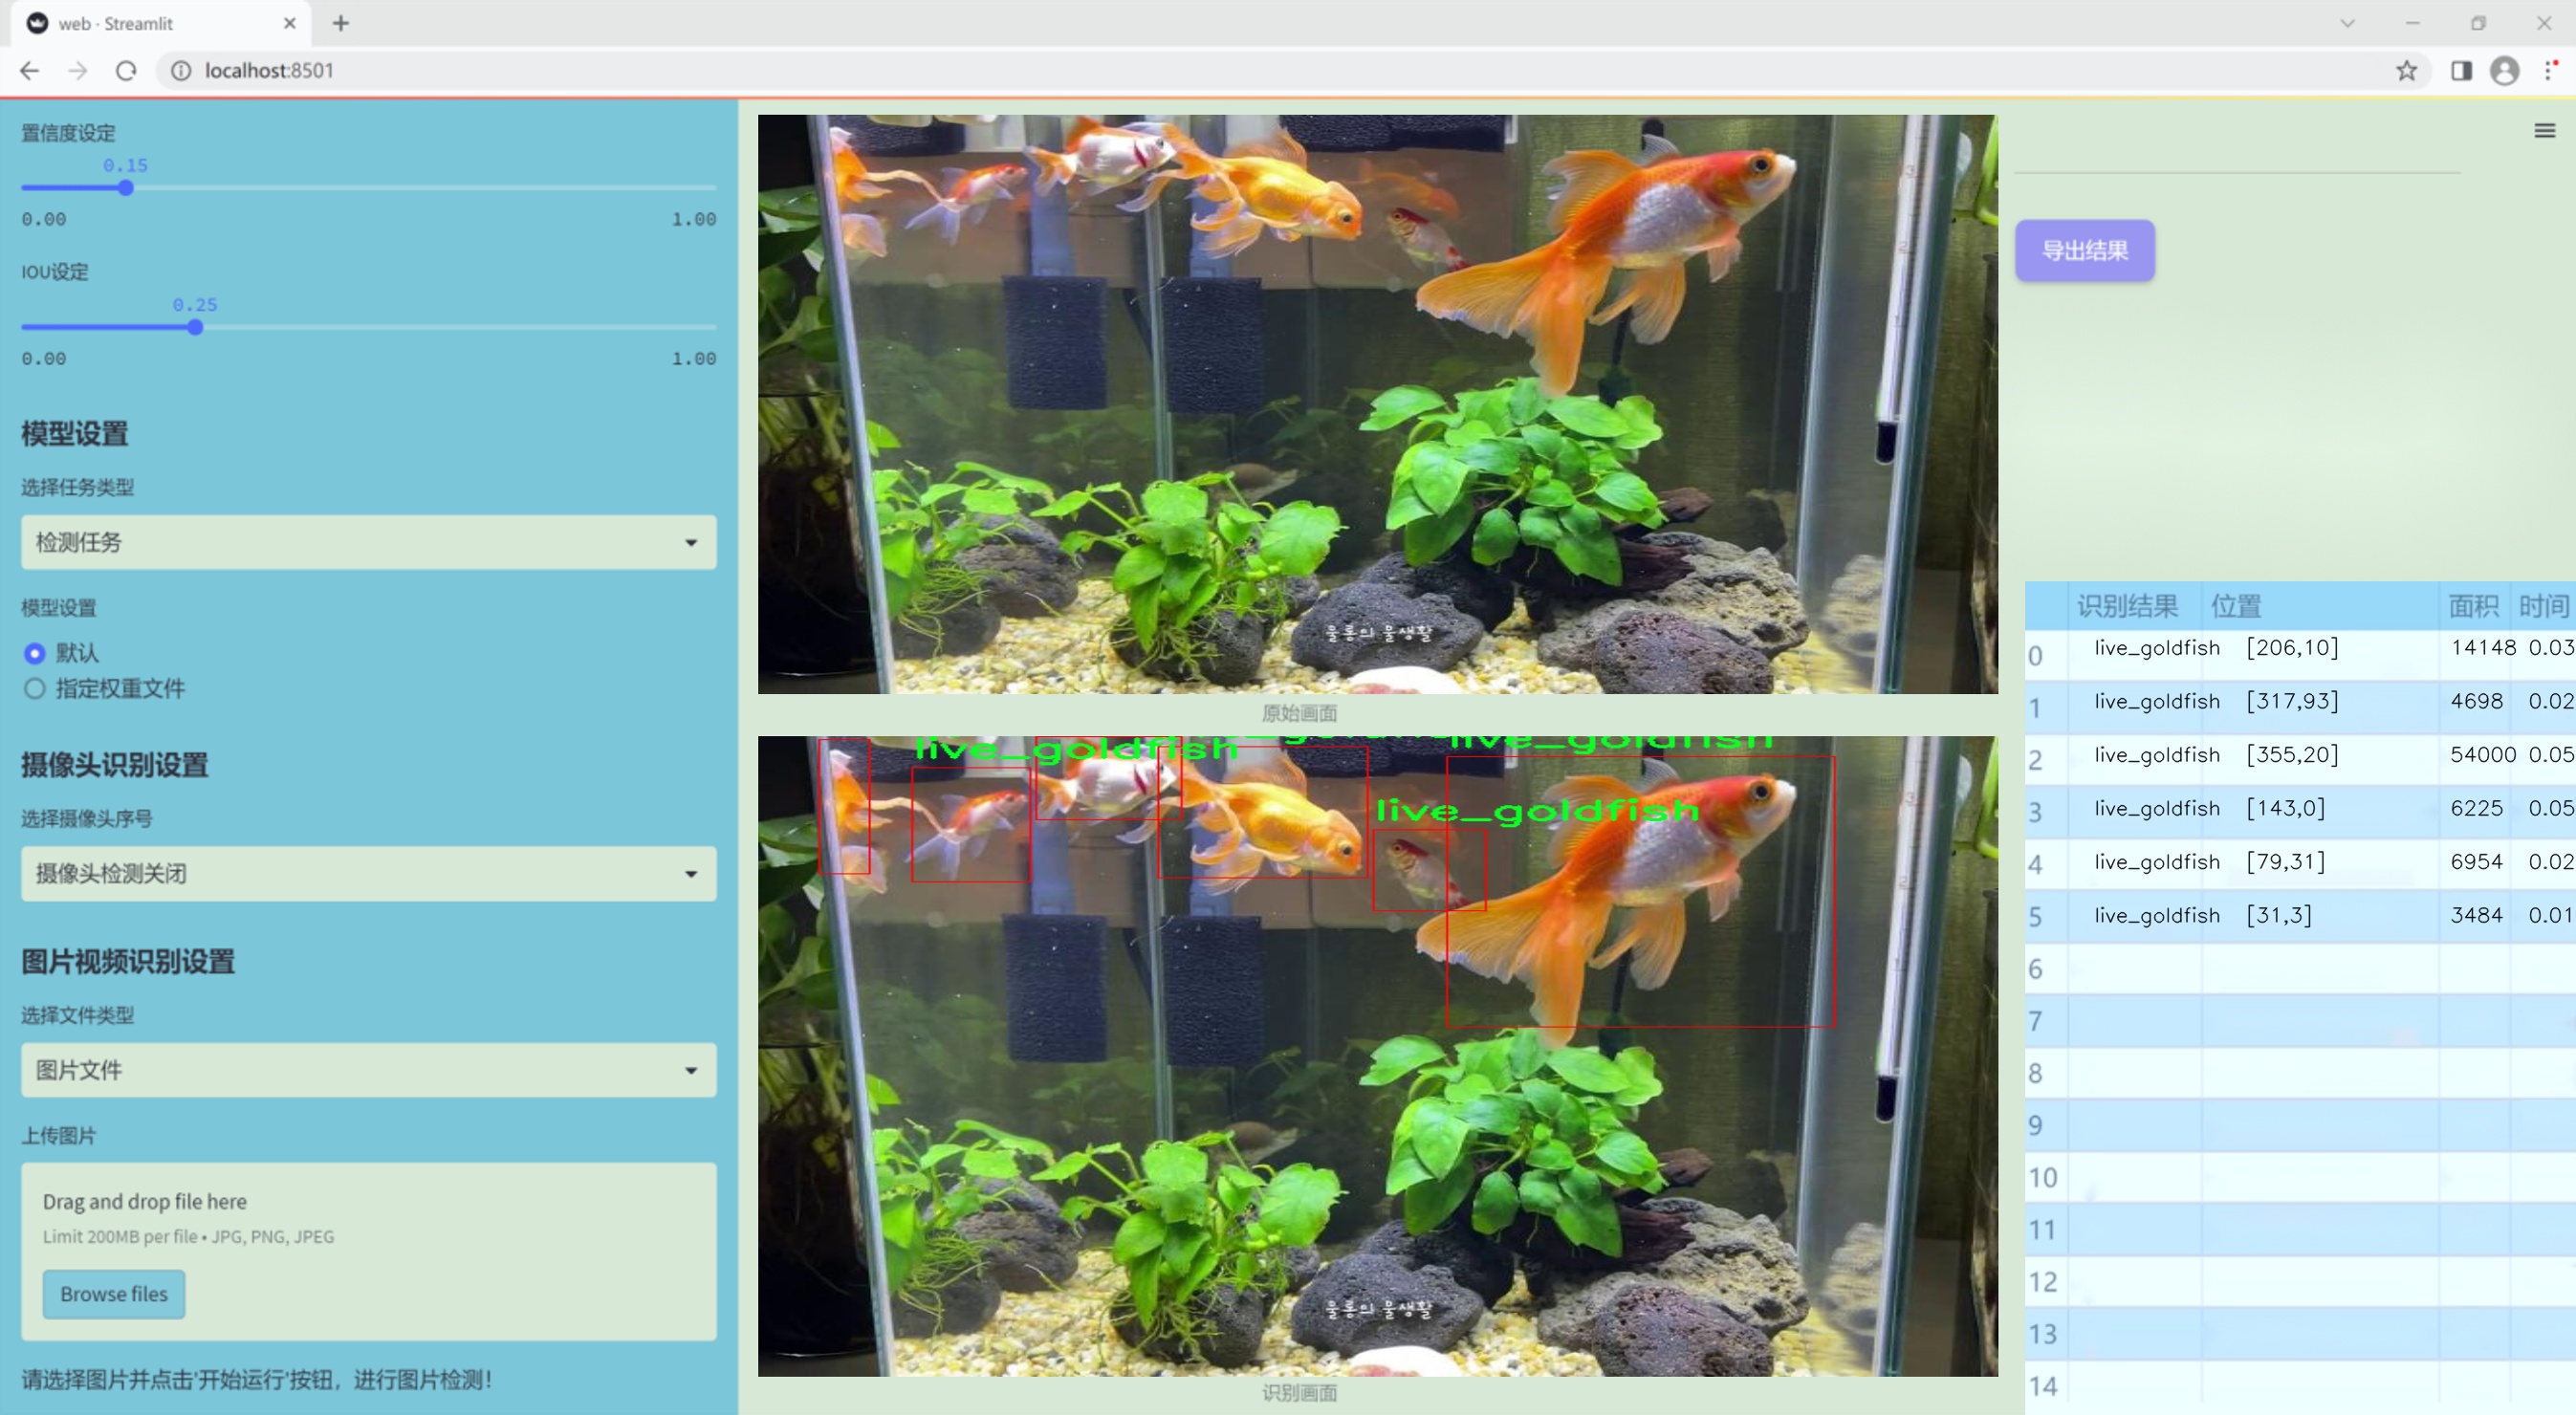 web · Streamlit
localhost:8501
置信度设定
0.15
0.00 1.00
IOU设定
0.25
0.00 1.00
模型设置
选择任务类型
检测任务
模型设置
默认
指定权重文件
摄像头识别设置
选择摄像头序号
摄像头检测关闭
图片视频识别设置
选择文件类型
图片文件
上传图片
Drag and drop file here
Limit 200MB per file • JPG, PNG, JPEG
Browse files
请选择图片并点击'开始运行'按钮，进行图片检测!
물통의 물생활
原始画面
live_goldfish
live_goldfish
live_goldfish
물통의 물생활
识别画面
导出结果
识别结果 位置 面积 时间
0 live_goldfish [206,10] 14148 0.03
1 live_goldfish [317,93] 4698 0.02
2 live_goldfish [355,20] 54000 0.05
3 live_goldfish [143,0] 6225 0.05
4 live_goldfish [79,31] 6954 0.02
5 live_goldfish [31,3] 3484 0.01
6
7
8
9
10
11
12
13
14